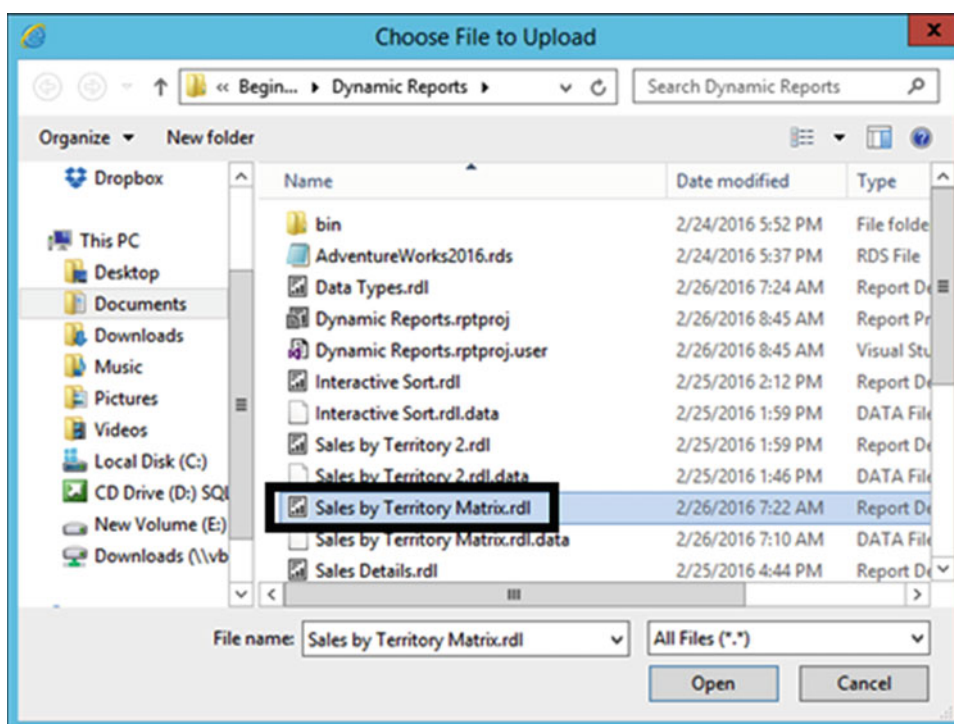 Choose File to Upload
x
« Begin... Dynamic Reports
Search Dynamic Reports
Organize New folder
Dropbox
This PC
Desktop
Documents
Downloads
Music
Pictures
Videos
Local Disk (C:)
CD Drive (D:) SQL
New Volume (E:)
Downloads (\\vb
Name Date modified Type
bin 2/24/2016 5:52 PM File folde
AdventureWorks2016.rds 2/24/2016 5:37 PM RDS File
Data Types.rdl 2/26/2016 7:24 AM Report De
Dynamic Reports.rptproj 2/26/2016 8:45 AM Report Pr
Dynamic Reports.rptproj.user 2/26/2016 8:45 AM Visual Stu
Interactive Sort.rdl 2/25/2016 2:12 PM Report De
Interactive Sort.rdl.data 2/25/2016 1:59 PM DATA File
Sales by Territory 2.rdl 2/25/2016 1:59 PM Report De
Sales by Territory 2.rdl.data 2/25/2016 1:46 PM DATA File
Sales by Territory Matrix.rdl 2/26/2016 7:22 AM Report De
Sales by Territory Matrix.rdl.data 2/26/2016 7:10 AM DATA File
Sales Details.rdl 2/25/2016 4:44 PM Report De
File name: Sales by Territory Matrix.rdl All Files (*.*)
Open Cancel